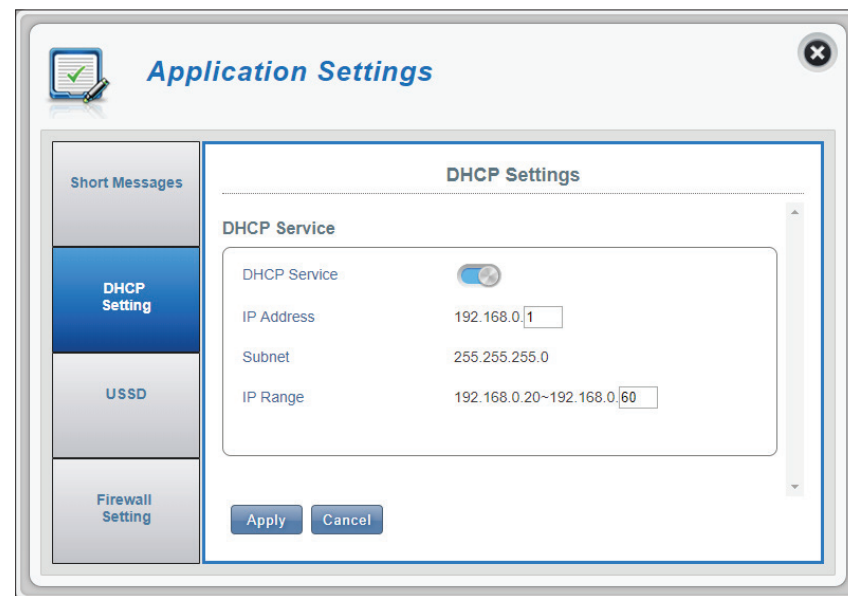 Application Settings
Short Messages
DHCP
Setting
USSD
Firewall
Setting
DHCP Settings
DHCP Service
DHCP Service
IP Address 192.168.0.1
Subnet 255.255.255.0
IP Range 192.168.0.20~192.168.0.60
Apply Cancel